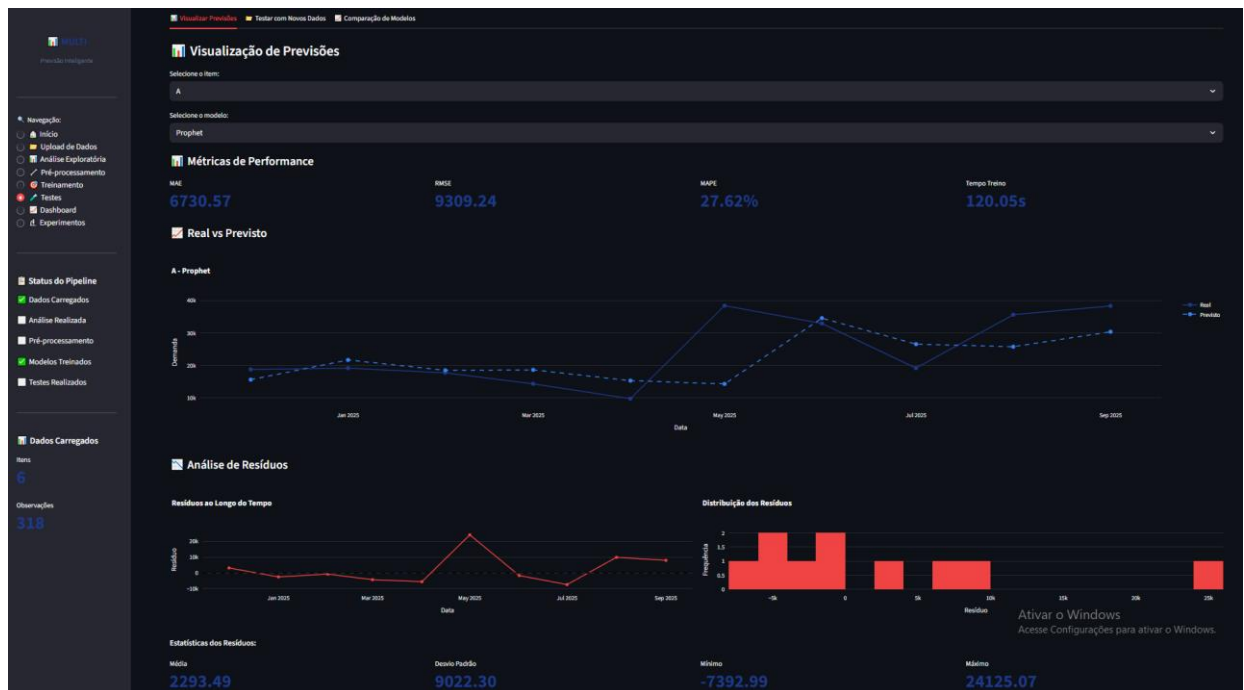 MULTI
Previsão Inteligente
Navegação:
Início
Upload de Dados
Análise Exploratória
Pré-processamento
Treinamento
Testes
Dashboard
Experimentos
Status do Pipeline
Dados Carregados
Análise Realizada
Pré-processamento
Modelos Treinados
Testes Realizados
Dados Carregados
Itens
6
Observações
318
Visualizar Previsões Testar com Novos Dados Comparação de Modelos
Visualização de Previsões
Selecione o item:
A
Selecione o modelo:
Prophet
Métricas de Performance
MAE RMSE MAPE Tempo Treino
6730.57 9309.24 27.62% 120.05s
Real vs Previsto
A - Prophet
Real
Previsto
Demanda
40k
30k
20k
10k
Jan 2025 Mar 2025 May 2025 Jul 2025 Sep 2025
Data
Análise de Resíduos
Resíduos ao Longo do Tempo
Resíduo
20k
10k
0
-10k
Jan 2025 Mar 2025 May 2025 Jul 2025 Sep 2025
Data
Distribuição dos Resíduos
Frequência
2
1.5
1
0.5
0
-5k 0 5k 10k 15k 20k 25k
Resíduo
Ativar o Windows
Acesse Configurações para ativar o Windows.
Estatísticas dos Resíduos:
Média Desvio Padrão Mínimo Máximo
2293.49 9022.30 -7392.99 24125.07